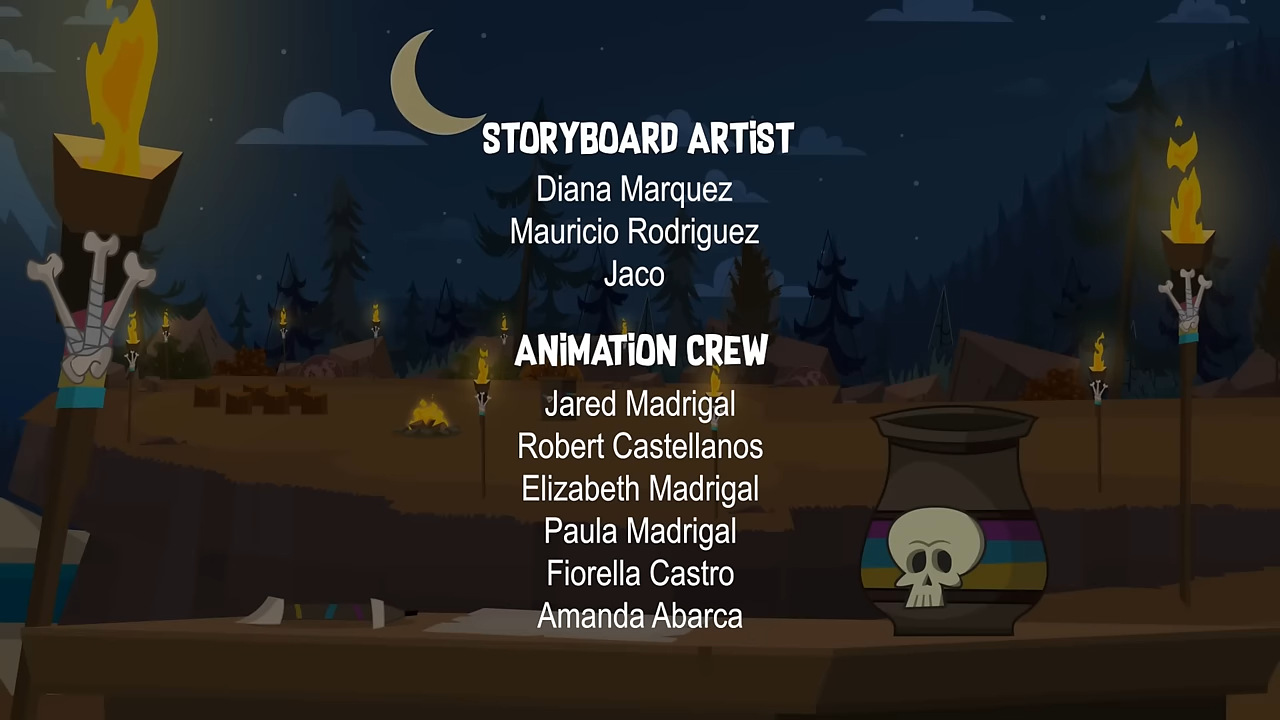 STORYBOARD ARTiST
Diana Marquez
Mauricio Rodriguez
Jaco
ANiMATiON CREW
Jared Madrigal
Robert Castellanos
Elizabeth Madrigal
Paula Madrigal
Fiorella Castro
Amanda Abarca